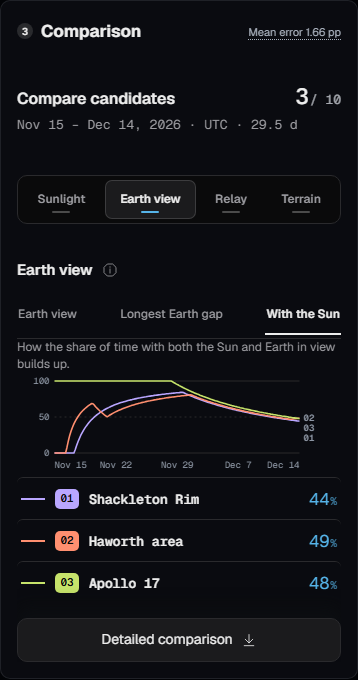 3 Comparison
Mean error 1.66 pp
Compare candidates
3 / 10
Nov 15 – Dec 14, 2026 · UTC · 29.5 d
Sunlight
Earth view
Relay
Terrain
Earth view
Earth view
Longest Earth gap
With the Sun
How the share of time with both the Sun and Earth in view
builds up.
100
50
0
02
03
01
Nov 15
Nov 22
Nov 29
Dec 7
Dec 14
01 Shackleton Rim 44%
02 Haworth area 49%
03 Apollo 17 48%
Detailed comparison